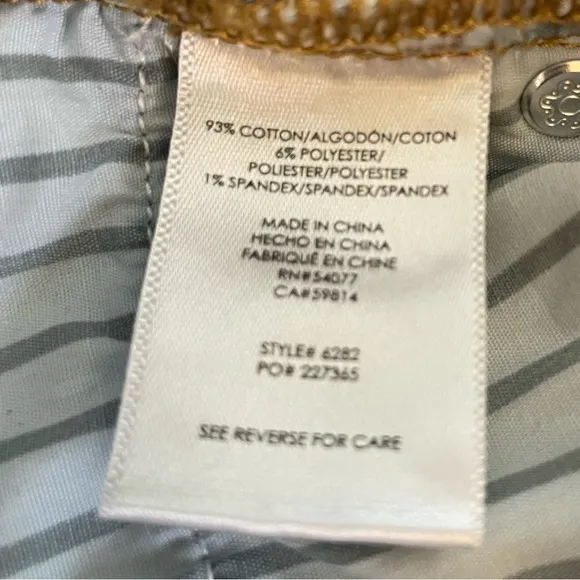 93% COTTON/ALGODÓN/COTON
6% POLYESTER/
POLIESTER/POLYESTER
1% SPANDEX/SPANDEX/SPANDEX
MADE IN CHINA
HECHO EN CHINA
FABRIQUÉ EN CHINE
RN#54077
CA#59814
STYLE# 6282
PO# 227365
SEE REVERSE FOR CARE